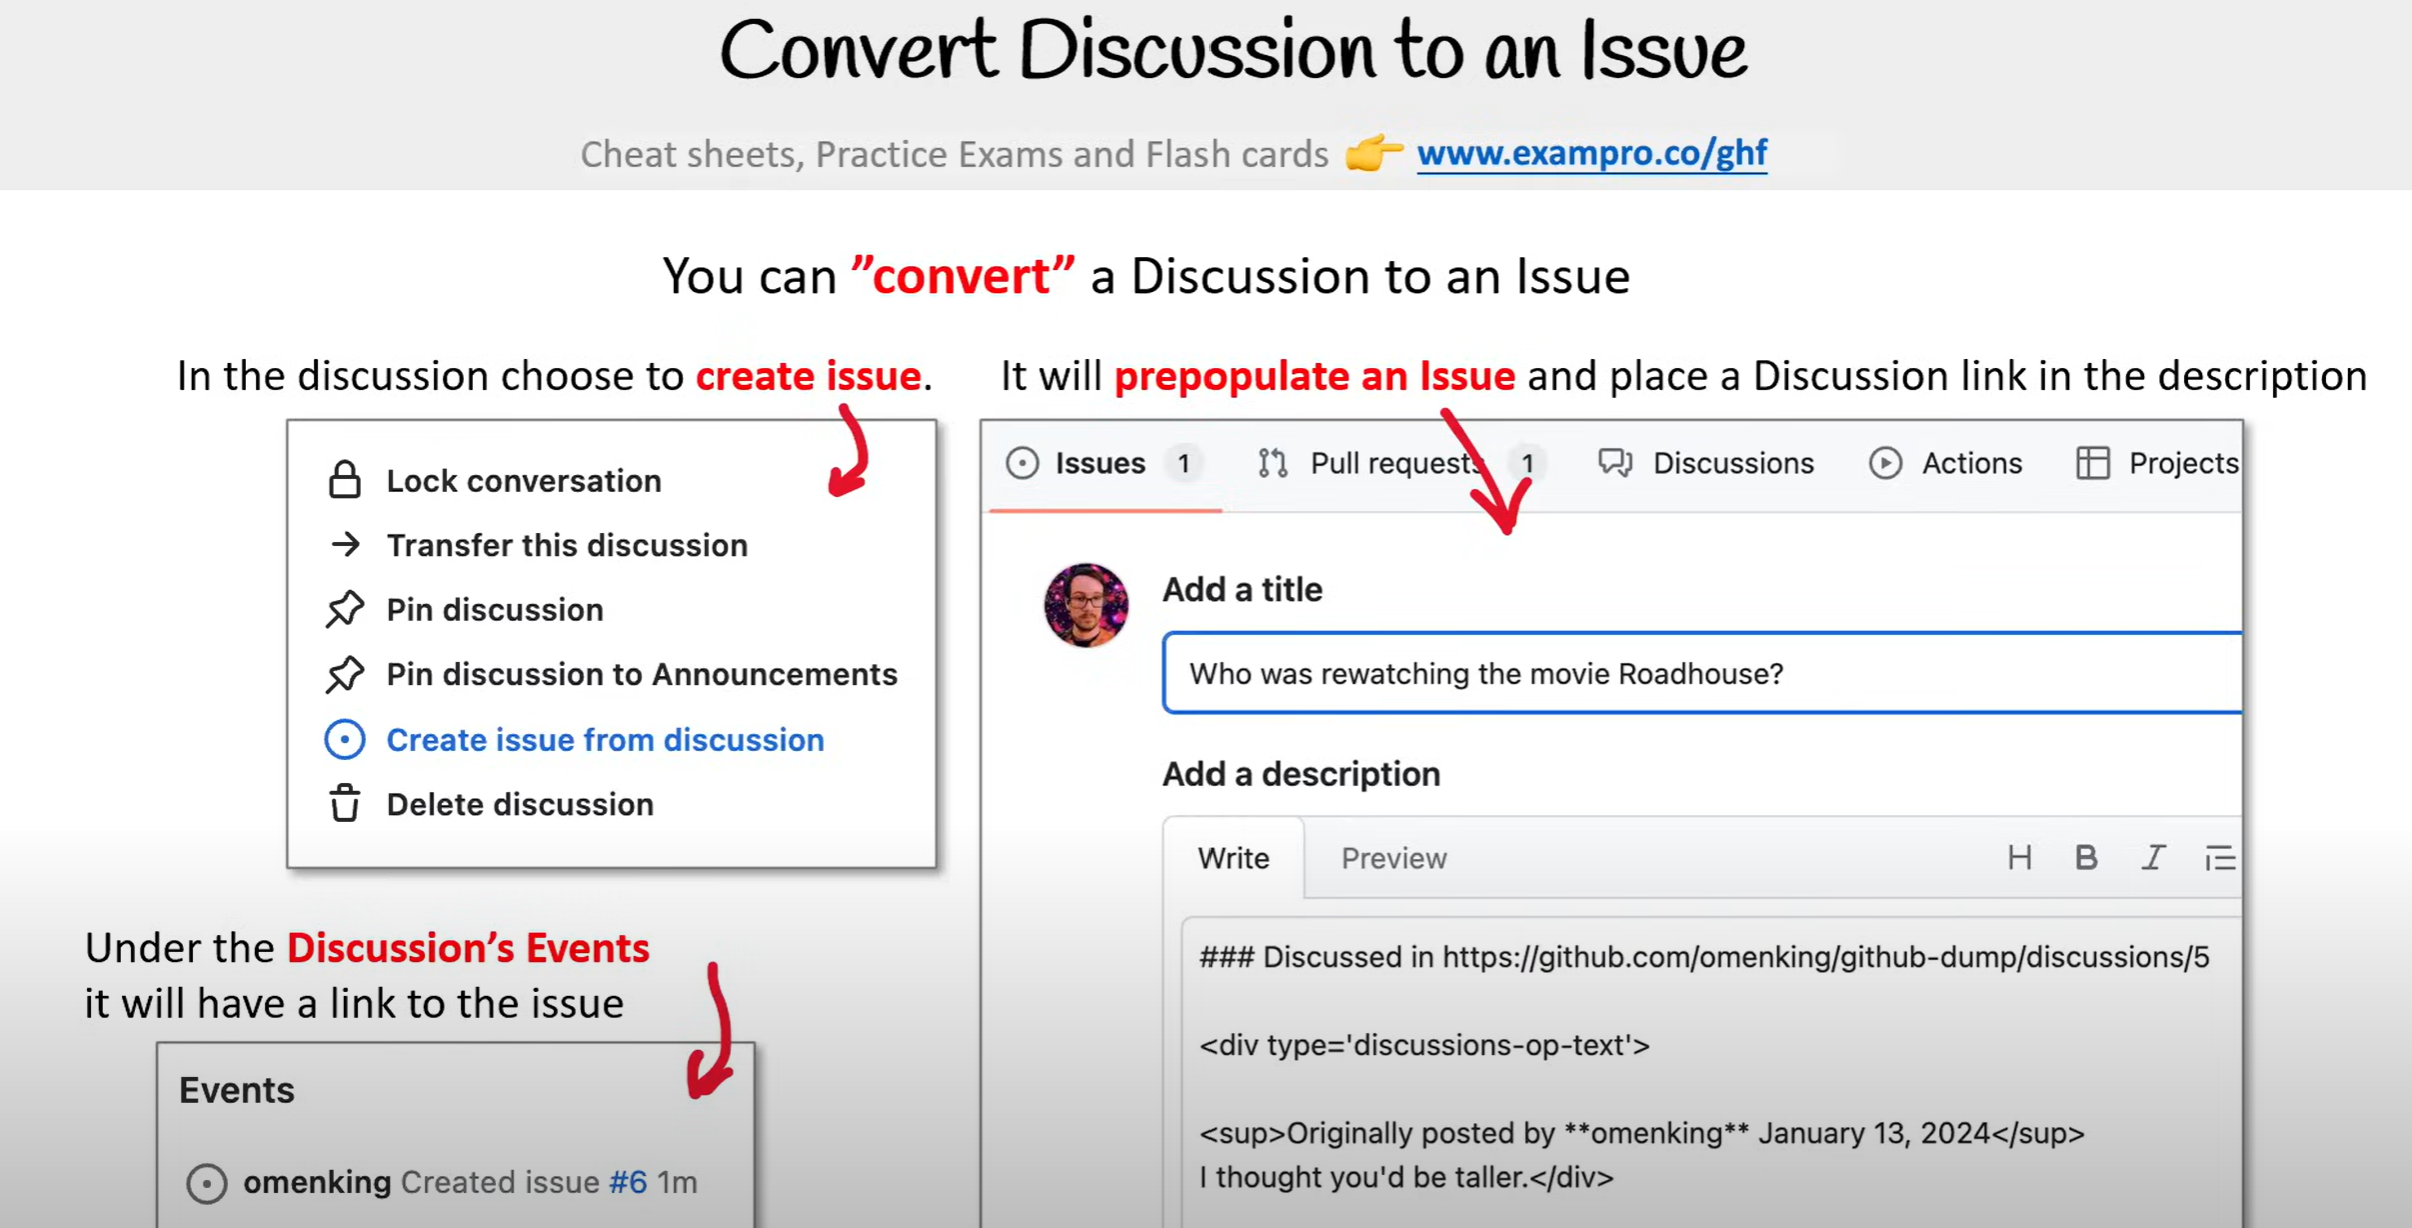 Convert Discussion to an Issue
Cheat sheets, Practice Exams and Flash cards 👉 www.exampro.co/ghf
You can ”convert” a Discussion to an Issue
In the discussion choose to create issue.
Lock conversation
Transfer this discussion
Pin discussion
Pin discussion to Announcements
Create issue from discussion
Delete discussion
Under the Discussion’s Events
it will have a link to the issue
Events
omenking Created issue #6 1m
It will prepopulate an Issue and place a Discussion link in the description
Issues 1 Pull requests 1 Discussions Actions Projects
Add a title
Who was rewatching the movie Roadhouse?
Add a description
Write Preview H B I
### Discussed in https://github.com/omenking/github-dump/discussions/5
<div type='discussions-op-text'>
<sup>Originally posted by **omenking** January 13, 2024</sup>
I thought you'd be taller.</div>